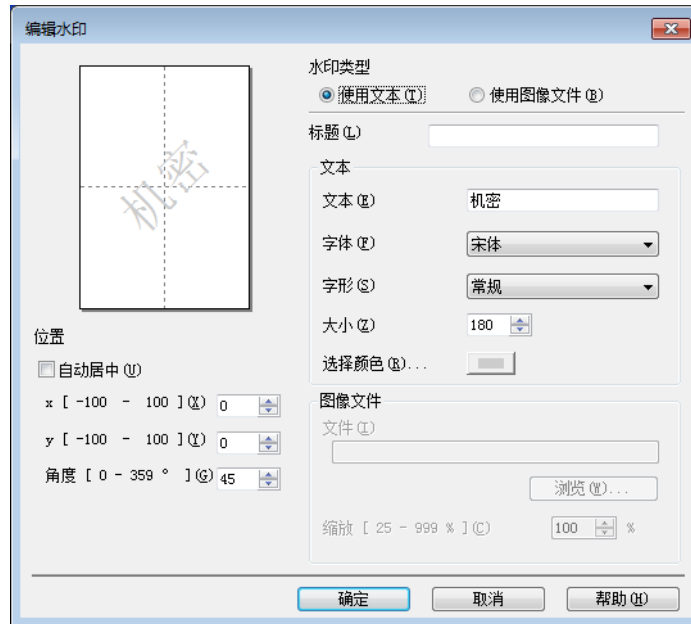 编辑水印
机密
水印类型
使用文本(T)
使用图像文件(B)
标题(L)
文本
文本(E)
机密
字体(F)
宋体
字形(S)
常规
大小(Z)
180
选择颜色(R)...
位置
自动居中(U)
x [ -100 - 100 ](X)
0
y [ -100 - 100 ](Y)
0
角度 [ 0 - 359 ° ](G)
45
图像文件
文件(I)
浏览(W)...
缩放 [ 25 - 999 % ](C)
100
%
确定
取消
帮助(H)